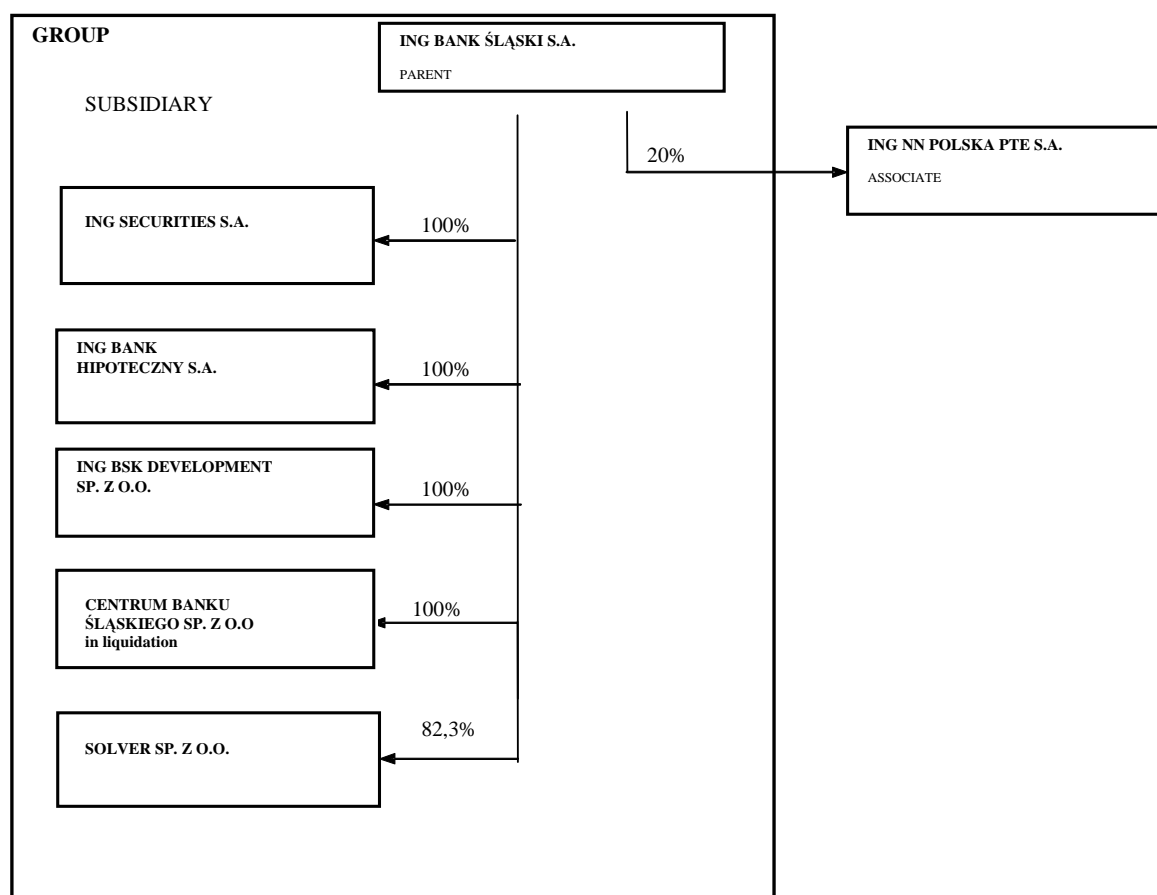 GROUP
ING BANK ŚLĄSKI S.A.
PARENT
SUBSIDIARY
ING NN POLSKA PTE S.A.
ASSOCIATE
20%
ING SECURITIES S.A.
100%
ING BANK
HIPOTECZNY S.A.
100%
ING BSK DEVELOPMENT
SP. Z O.O.
100%
CENTRUM BANKU
ŚLĄSKIEGO SP. Z O.O
in liquidation
100%
SOLVER SP. Z O.O.
82,3%